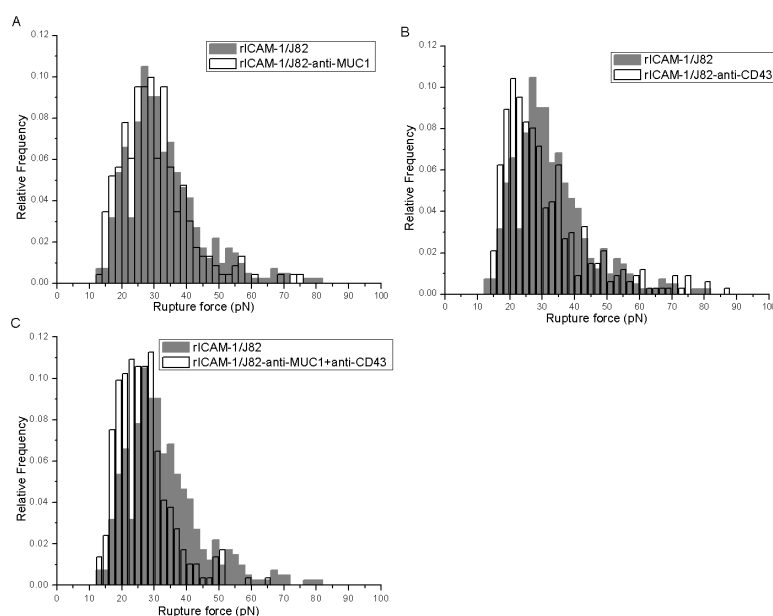 A
rICAM-1/J82
rICAM-1/J82-anti-MUC1
0.12
0.10
0.08
0.06
0.04
0.02
0.00
Relative Frequency
0 10 20 30 40 50 60 70 80 90 100
Rupture force (pN)
B
rICAM-1/J82
rICAM-1/J82-anti-CD43
0.12
0.10
0.08
0.06
0.04
0.02
0.00
Relative Frequency
0 10 20 30 40 50 60 70 80 90 100
Rupture force (pN)
C
rICAM-1/J82
rICAM-1/J82-anti-MUC1+anti-CD43
0.12
0.10
0.08
0.06
0.04
0.02
0.00
Relative Frequency
0 10 20 30 40 50 60 70 80 90 100
Rupture force (pN)